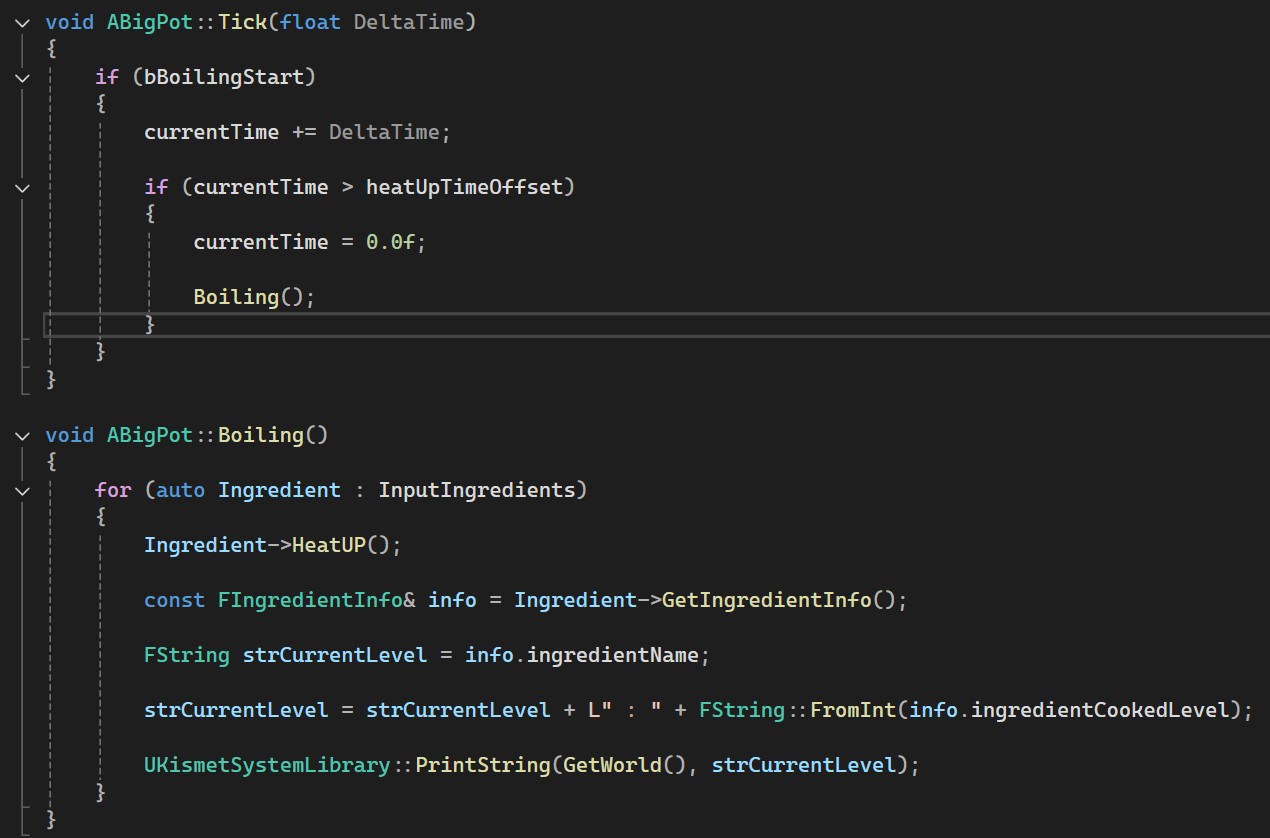 void ABigPot::Tick(float DeltaTime)
{
if (bBoilingStart)
{
currentTime += DeltaTime;
if (currentTime > heatUpTimeOffset)
{
currentTime = 0.0f;
Boiling();
}
}
}
void ABigPot::Boiling()
{
for (auto Ingredient : InputIngredients)
{
Ingredient->HeatUP();
const FIngredientInfo& info = Ingredient->GetIngredientInfo();
FString strCurrentLevel = info.ingredientName;
strCurrentLevel = strCurrentLevel + L" : " + FString::FromInt(info.ingredientCookedLevel);
UKismetSystemLibrary::PrintString(GetWorld(), strCurrentLevel);
}
}